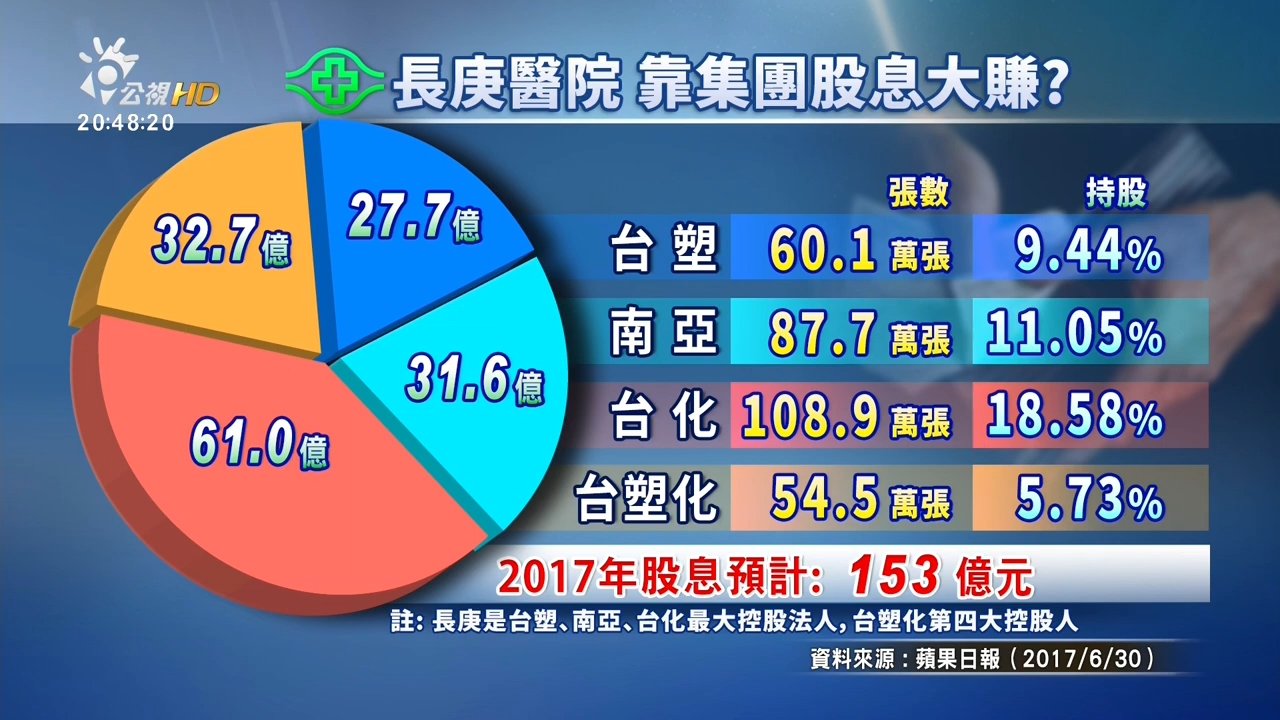 公視HD
20:48:20
長庚醫院 靠集團股息大賺?
32.7億
27.7億
31.6億
61.0億
張數 持股
台塑 60.1萬張 9.44%
南亞 87.7萬張 11.05%
台化 108.9萬張 18.58%
台塑化 54.5萬張 5.73%
2017年股息預計: 153億元
註: 長庚是台塑、南亞、台化最大控股法人, 台塑化第四大控股人
資料來源：蘋果日報（2017/6/30）